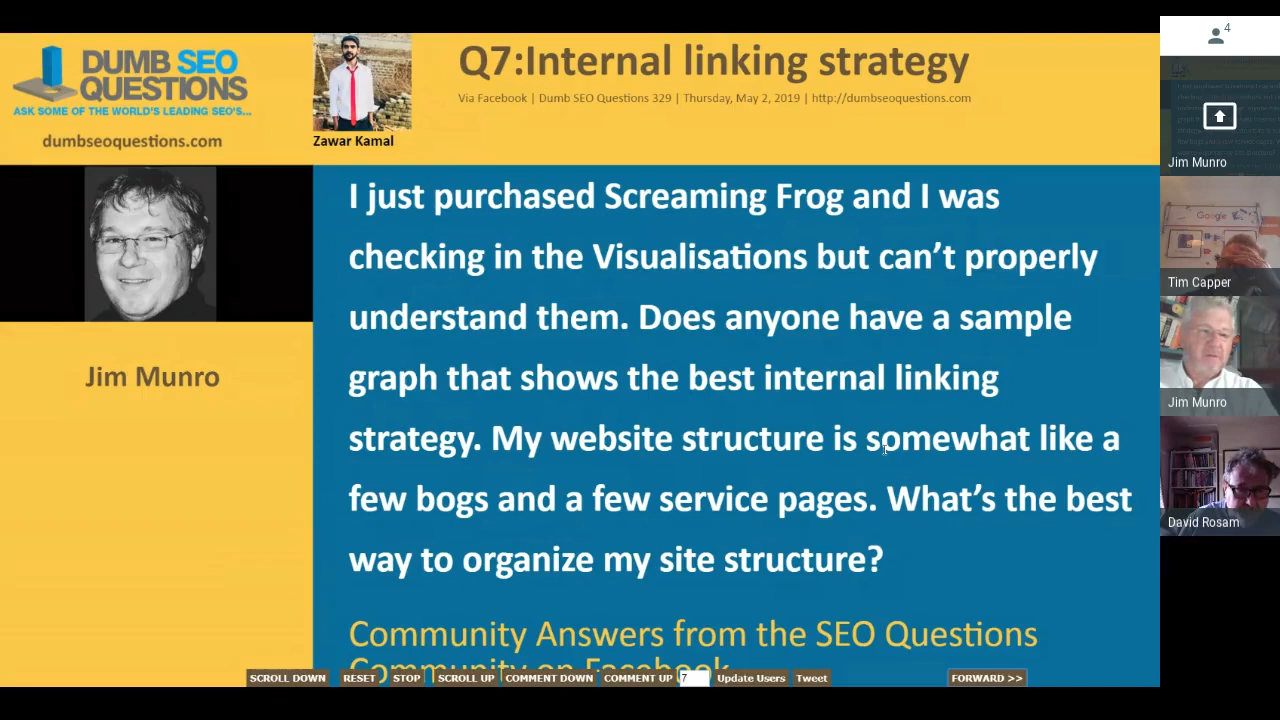 DUMB SEO
QUESTIONS
ASK SOME OF THE WORLD'S LEADING SEO'S...
dumbseoquestions.com
Zawar Kamal
Q7:Internal linking strategy
Via Facebook | Dumb SEO Questions 329 | Thursday, May 2, 2019 | http://dumbseoquestions.com
Jim Munro
I just purchased Screaming Frog and I was
checking in the Visualisations but can't properly
understand them. Does anyone have a sample
graph that shows the best internal linking
strategy. My website structure is somewhat like a
few bogs and a few service pages. What's the best
way to organize my site structure?
Community Answers from the SEO Questions
Community on Facebook
SCROLL DOWN RESET STOP SCROLL UP COMMENT DOWN COMMENT UP 7 Update Users Tweet FORWARD >>
4
Jim Munro
Google
Tim Capper
Jim Munro
David Rosam